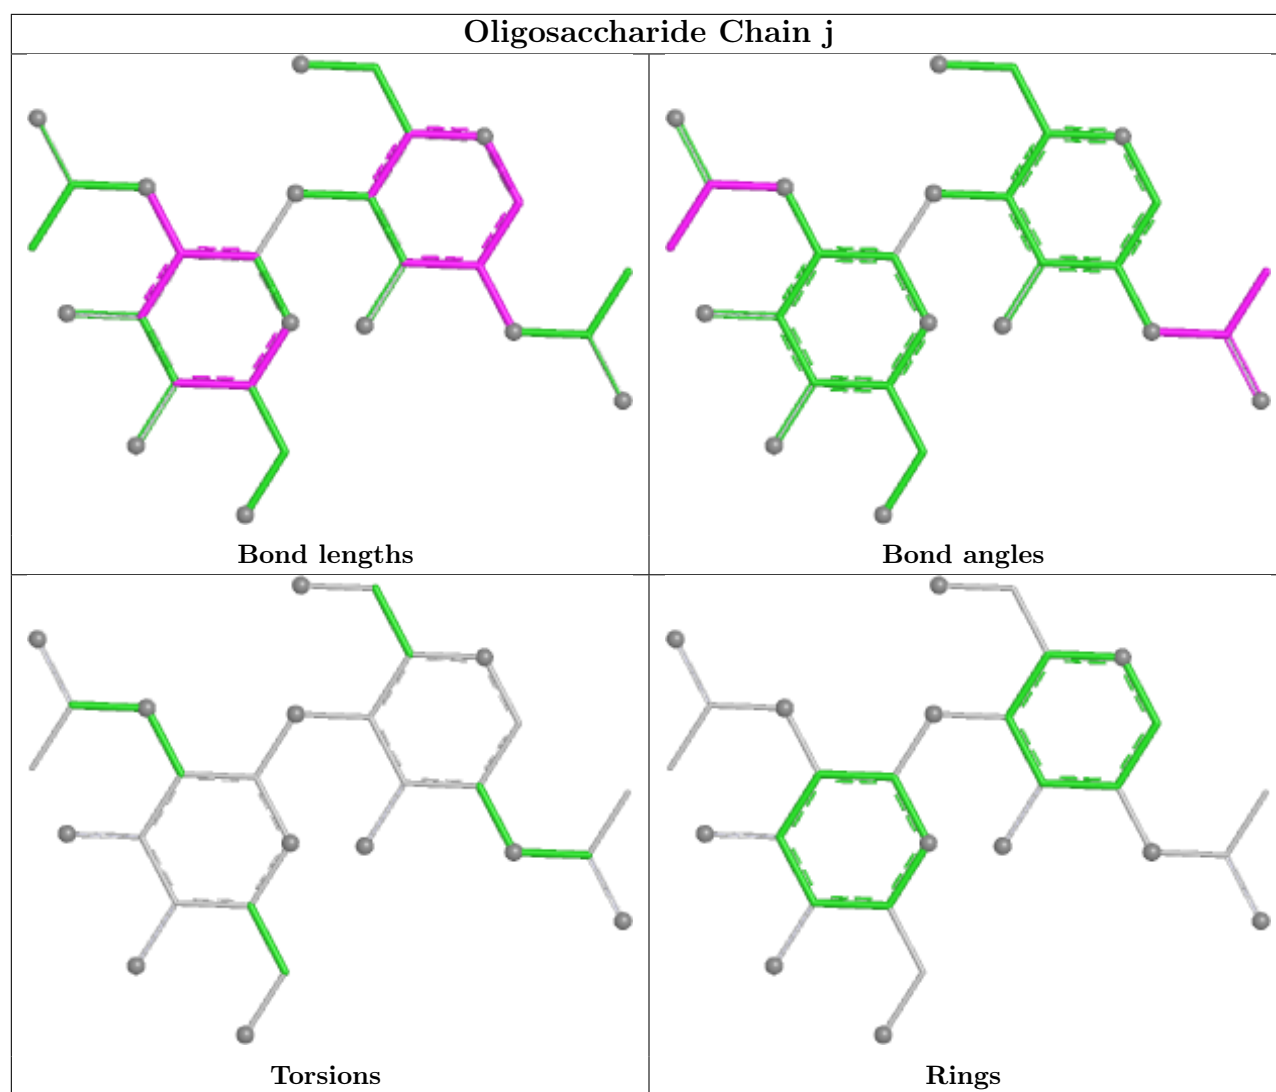 Oligosaccharide Chain j
Bond lengths
Bond angles
Torsions
Rings